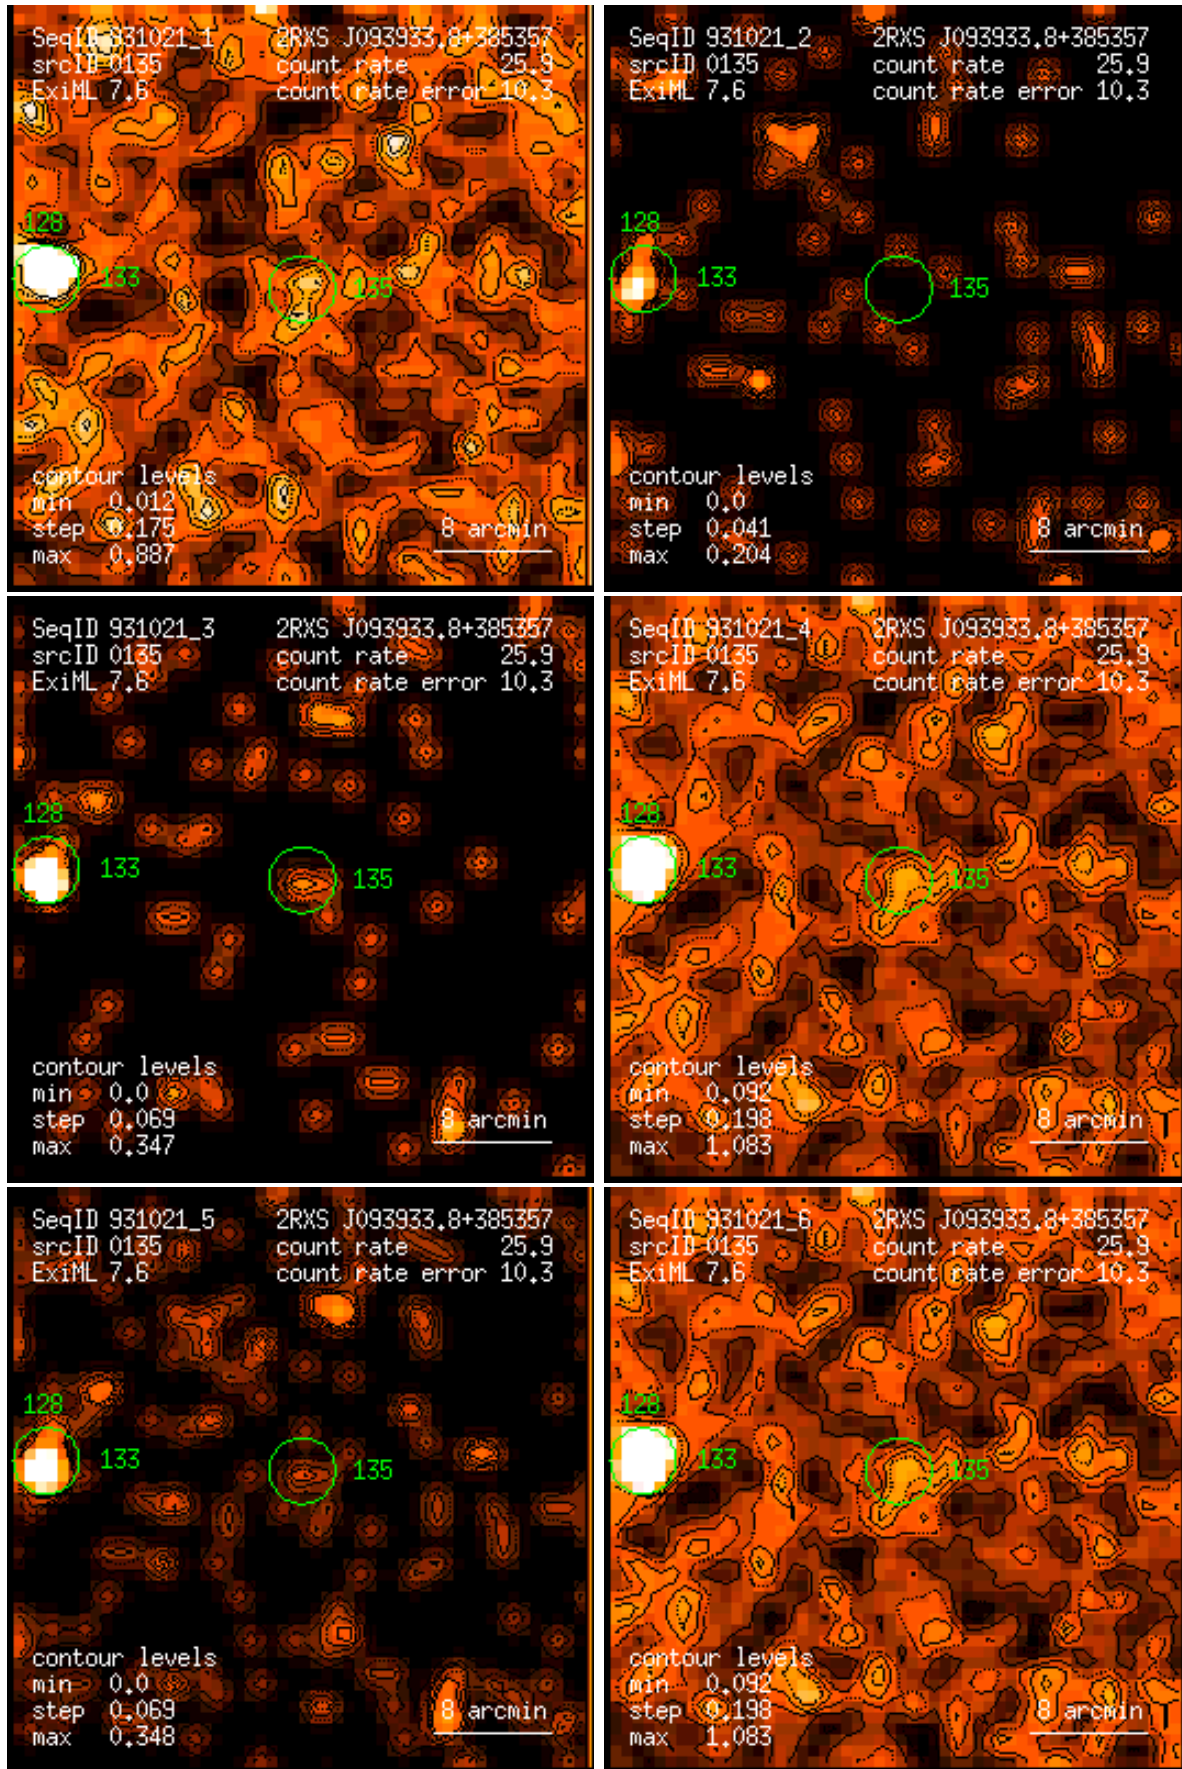 SeqID 931021_1 2RXS J093933.8+385357
srcID 0135 count rate 25.9
ExiML 7.6 count rate error 10.3
128
133
135
contour levels
min 0.012
step 0.175
max 0.887
8 arcmin
SeqID 931021_2 2RXS J093933.8+385357
srcID 0135 count rate 25.9
ExiML 7.6 count rate error 10.3
128
133
135
contour levels
min 0.0
step 0.041
max 0.204
8 arcmin
SeqID 931021_3 2RXS J093933.8+385357
srcID 0135 count rate 25.9
ExiML 7.6 count rate error 10.3
128
133
135
contour levels
min 0.0
step 0.069
max 0.347
8 arcmin
SeqID 931021_4 2RXS J093933.8+385357
srcID 0135 count rate 25.9
ExiML 7.6 count rate error 10.3
128
133
135
contour levels
min 0.092
step 0.198
max 1.083
8 arcmin
SeqID 931021_5 2RXS J093933.8+385357
srcID 0135 count rate 25.9
ExiML 7.6 count rate error 10.3
128
133
135
contour levels
min 0.0
step 0.069
max 0.348
8 arcmin
SeqID 931021_6 2RXS J093933.8+385357
srcID 0135 count rate 25.9
ExiML 7.6 count rate error 10.3
128
133
135
contour levels
min 0.092
step 0.198
max 1.083
8 arcmin